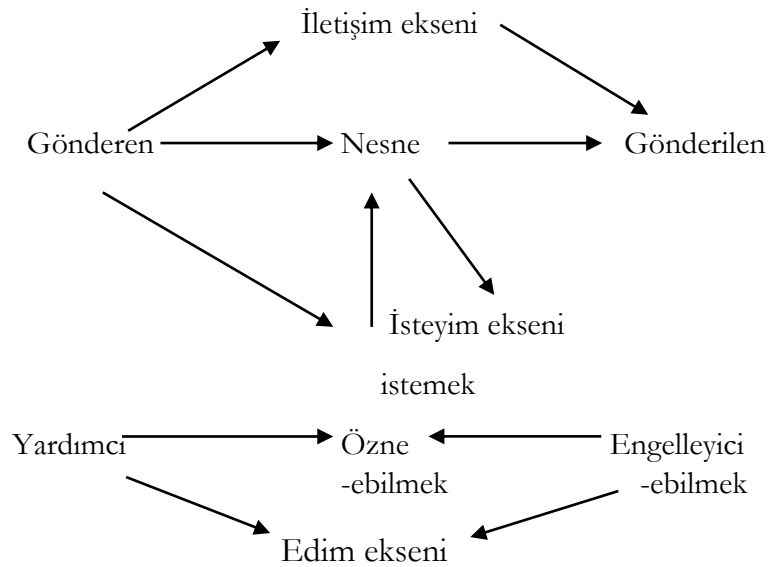 İletişim ekseni
Gönderen Nesne Gönderilen
İsteyim ekseni
istemek
Yardımcı Özne Engelleyici
-ebilmek -ebilmek
Edim ekseni